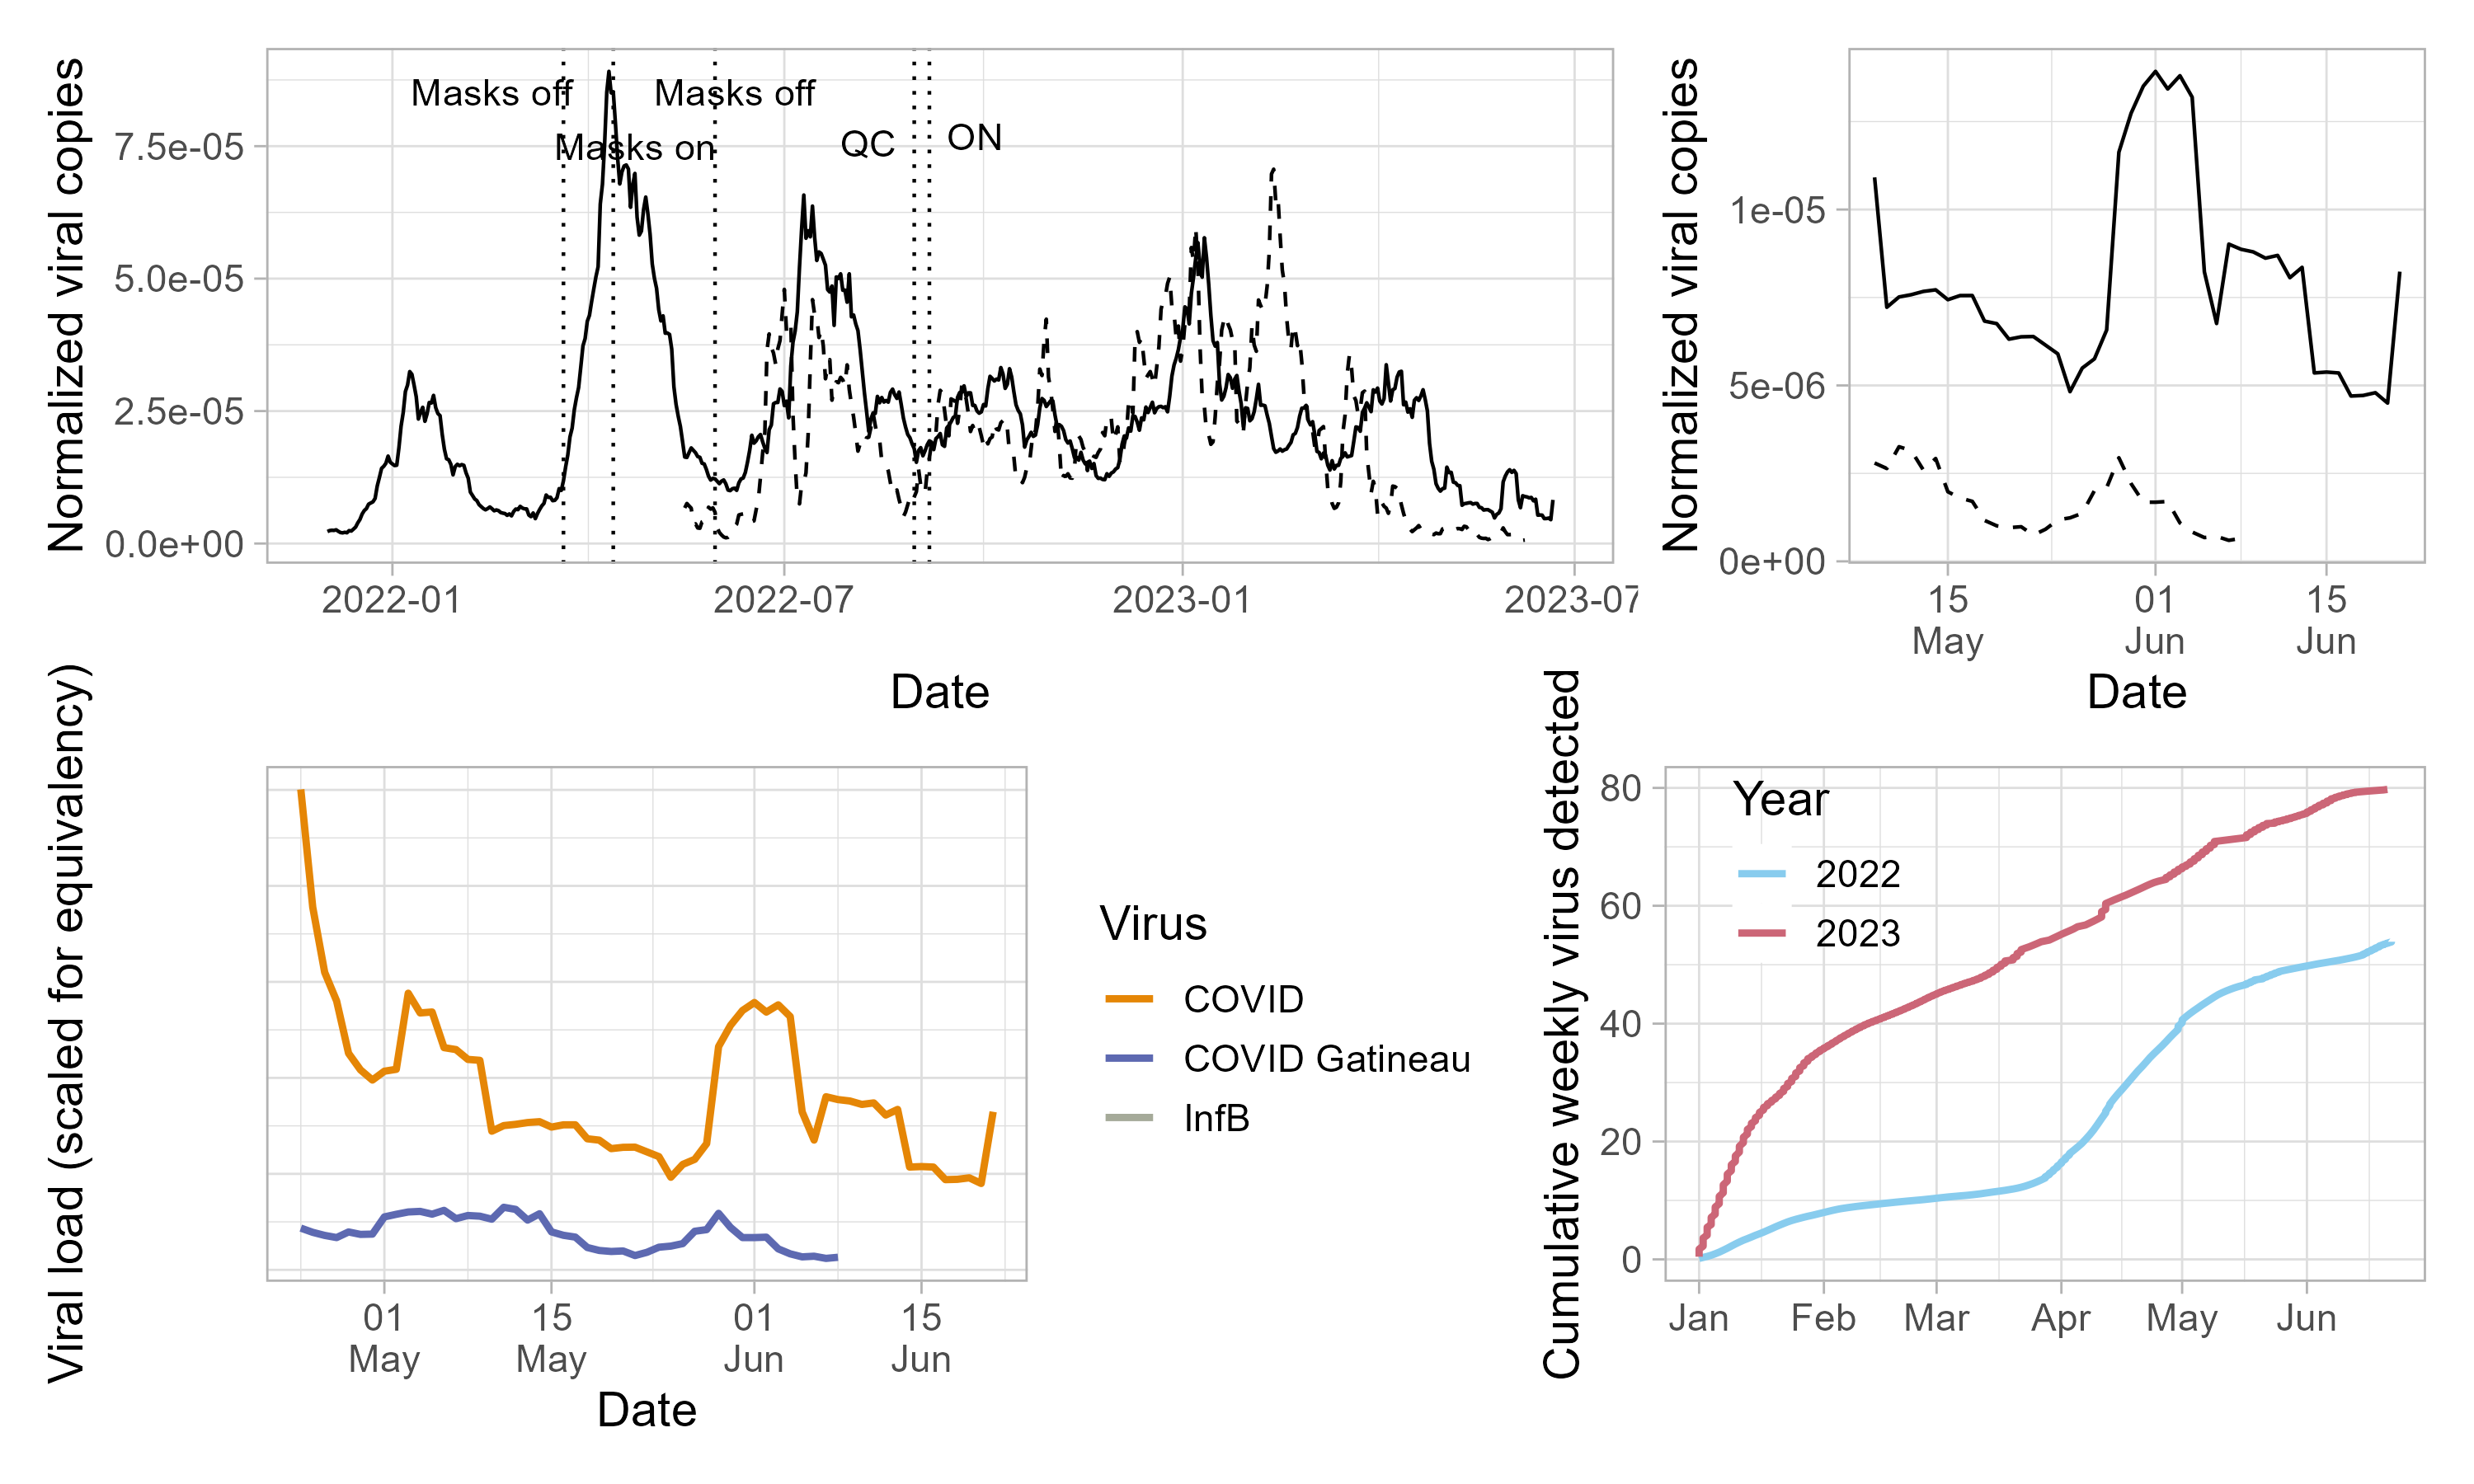 Normalized viral copies
7.5e-05
5.0e-05
2.5e-05
0.0e+00
Masks off
Masks on
Masks off
QC
ON
2022-01
2022-07
2023-01
2023-07
Date
Normalized viral copies
1e-05
5e-06
0e+00
15
May
01
Jun
15
Jun
Date
Viral load (scaled for equivalency)
01
May
15
May
01
Jun
15
Jun
Date
Virus
COVID
COVID Gatineau
InfB
Cumulative weekly virus detected
80
60
40
20
0
Year
2022
2023
Jan
Feb
Mar
Apr
May
Jun